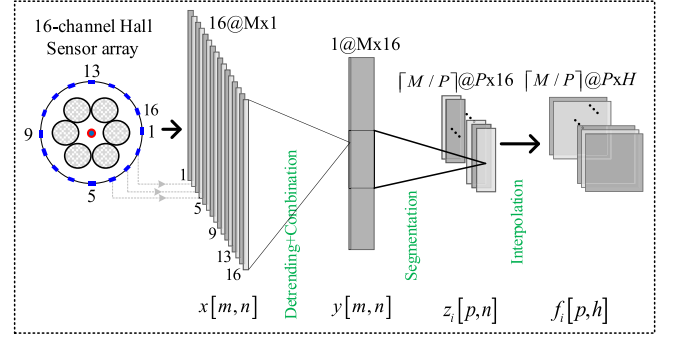 16-channel Hall
Sensor array
13
16
9
1
5
16@Mx1
1
5
9
13
16
x[m,n]
Detrending+Combination
1@Mx16
y[m,n]
Segmentation
⌈M / P⌉@Px16
z_i[p,n]
Interpolation
⌈M / P⌉@PxH
f_i[p,h]